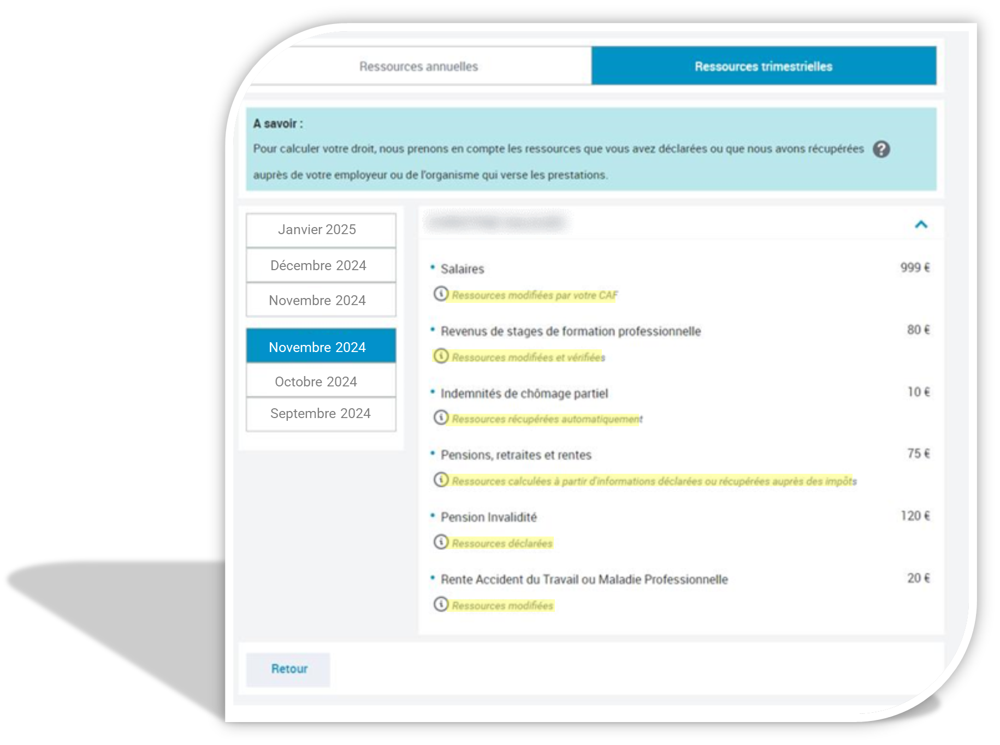 Ressources annuelles
Ressources trimestrielles
A savoir :
Pour calculer votre droit, nous prenons en compte les ressources que vous avez déclarées ou que nous avons récupérées
auprès de votre employeur ou de l'organisme qui verse les prestations.
Janvier 2025
Décembre 2024
Novembre 2024
Novembre 2024
Octobre 2024
Septembre 2024
• Salaires 999 €
Ressources modifiées par votre CAF
• Revenus de stages de formation professionnelle 80 €
Ressources modifiées et vérifiées
• Indemnités de chômage partiel 10 €
Ressources récupérées automatiquement
• Pensions, retraites et rentes 75 €
Ressources calculées à partir d'informations déclarées ou récupérées auprès des impôts
• Pension Invalidité 120 €
Ressources déclarées
• Rente Accident du Travail ou Maladie Professionnelle 20 €
Ressources modifiées
Retour